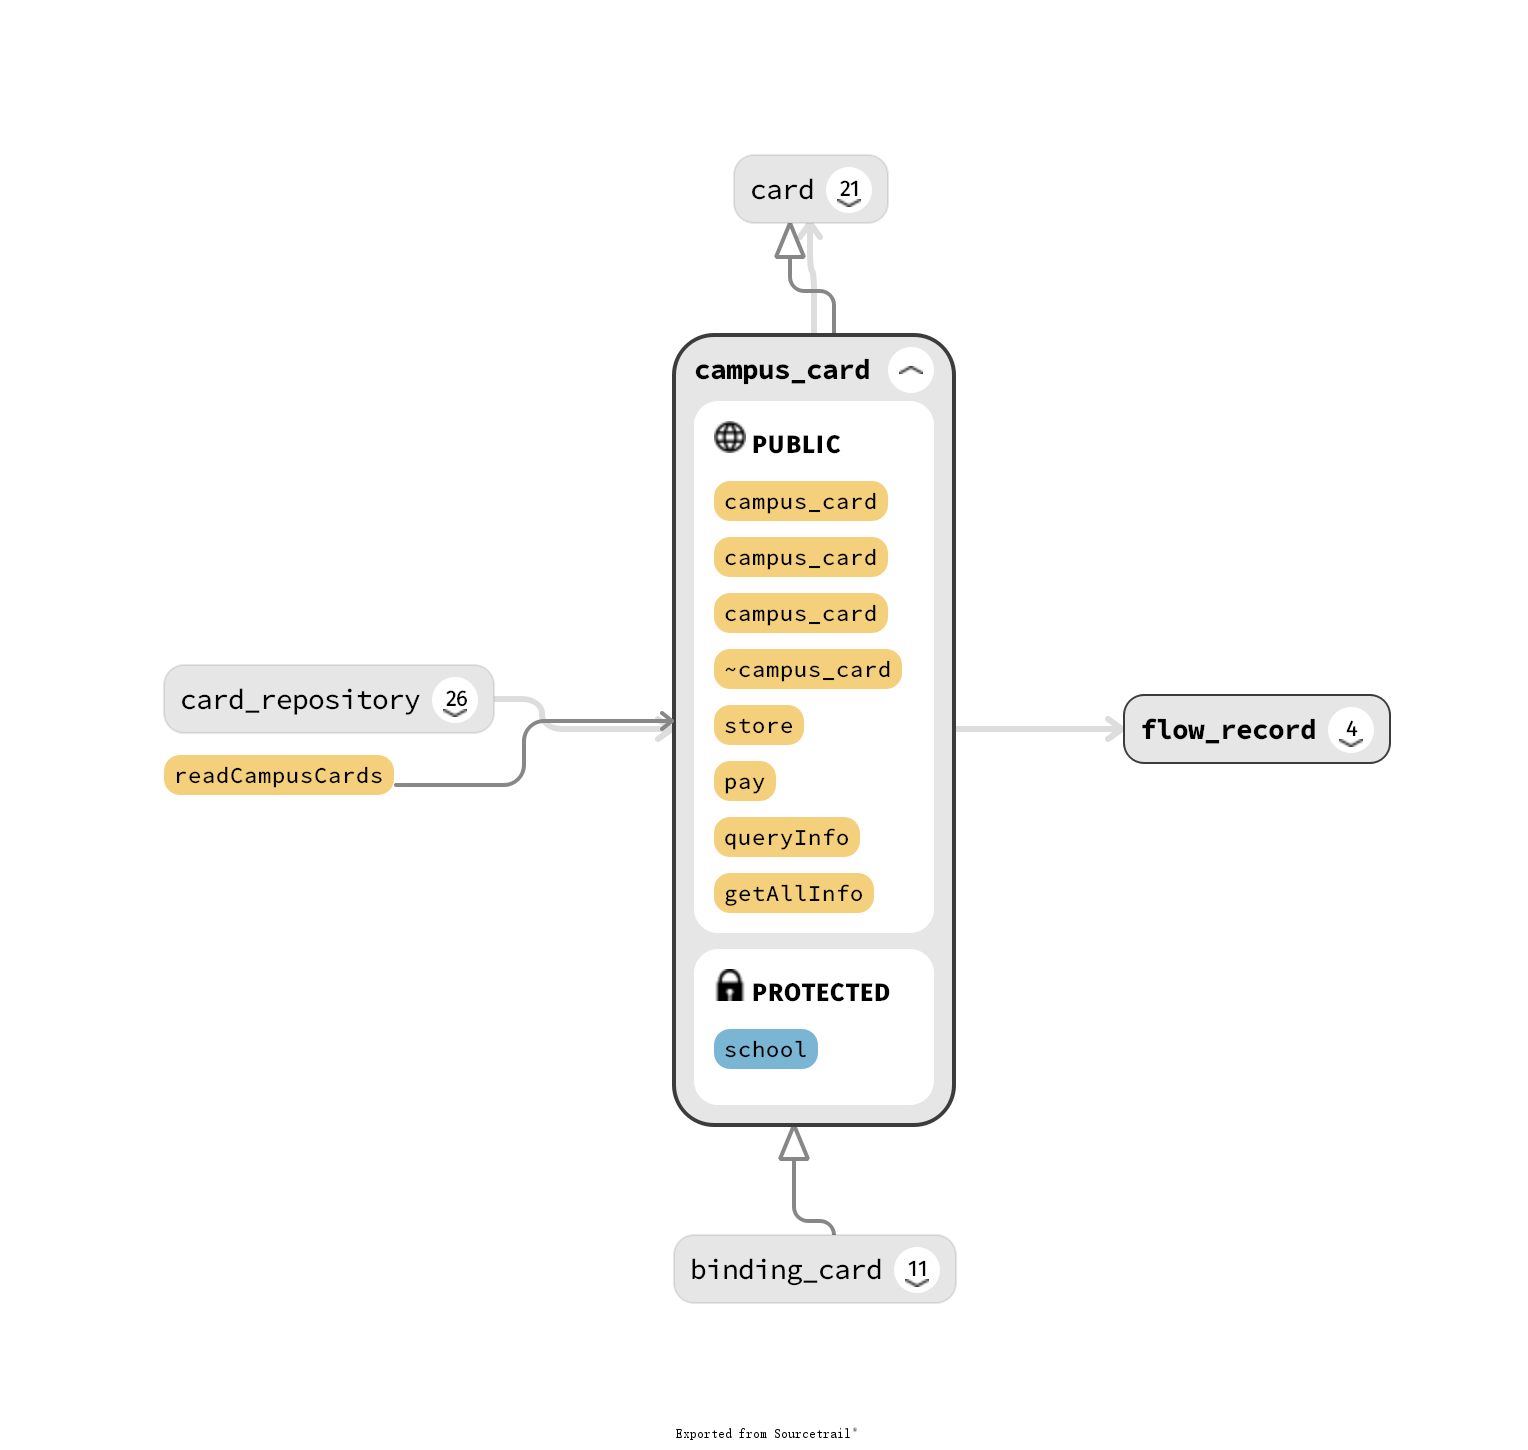 card 21
campus_card
PUBLIC
campus_card
campus_card
campus_card
~campus_card
store
pay
queryInfo
getAllInfo
PROTECTED
school
card_repository 26
readCampusCards
flow_record 4
binding_card 11
Exported from Sourcetrail®